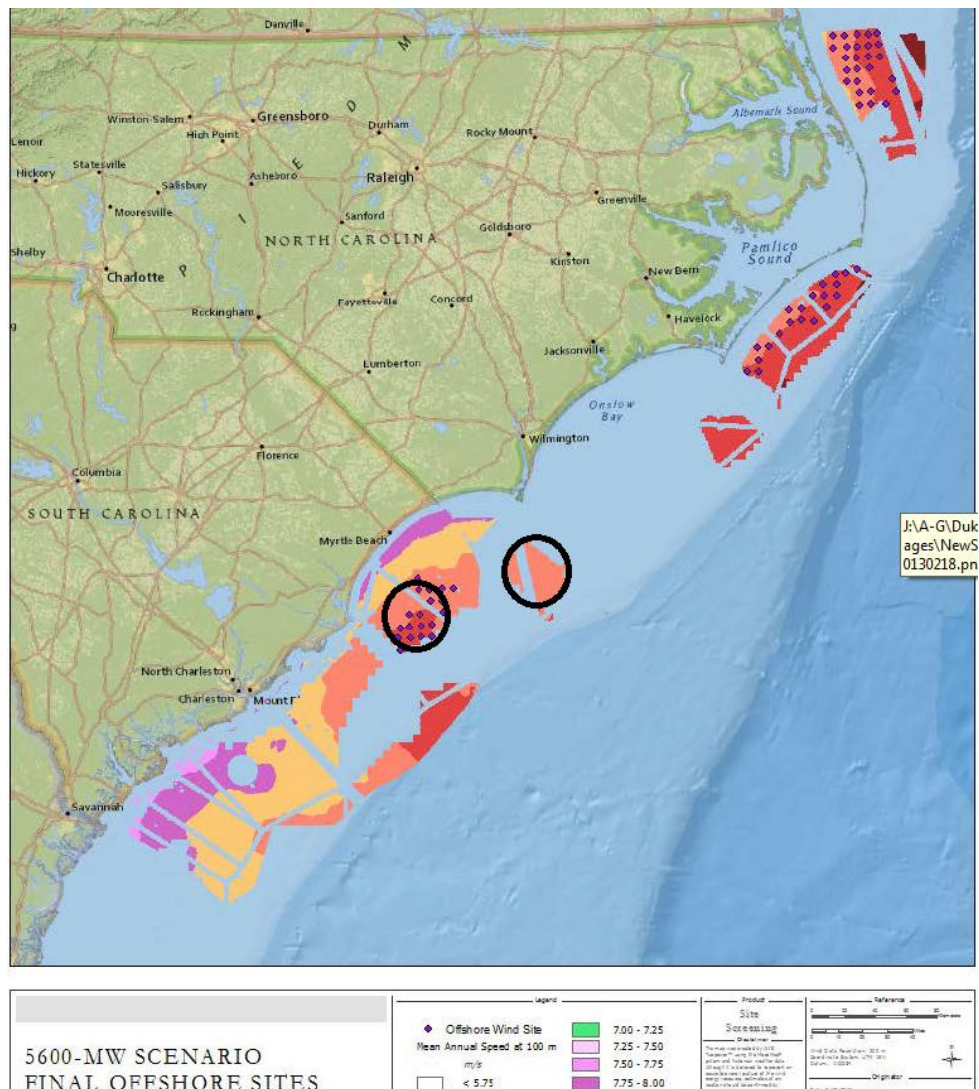 Danville
Winston-Salem
Greensboro
High Point
Durham
Rocky Mount
Albemarle Sound
Lenoir
Hickory
Statesville
Salisbury
Asheboro
Raleigh
Mooresville
Greenville
Sanford
Goldsboro
Shelby
NORTH CAROLINA
Pamlico
Sound
Kinston
Charlotte
P I E D M
New Bern
Fayetteville
Concord
Rockingham
Havelock
Jacksonville
Lumberton
Onslow
Bay
Wilmington
Florence
Columbia
SOUTH CAROLINA
Myrtle Beach
J:\A-G\Duk
ages\NewS
0130218.pn
North Charleston
Charleston
Mount
Savannah
Legend
Product
Reference
Offshore Wind Site
7.00 - 7.25
Site
Screening
Mean Annual Speed at 100 m
7.25 - 7.50
Disclaimer
m/s
7.50 - 7.75
5600-MW SCENARIO
< 5.75
7.75 - 8.00
Originator
FINAL OFFSHORE SITES